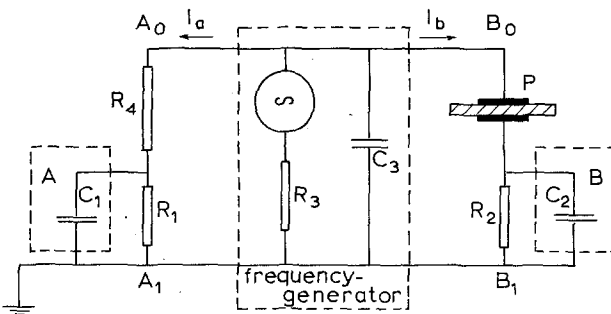 A0
Ia
Ib
B0
R4
S
P
A
C1
R1
R3
C3
R2
C2
B
A1
frequency-
generator
B1